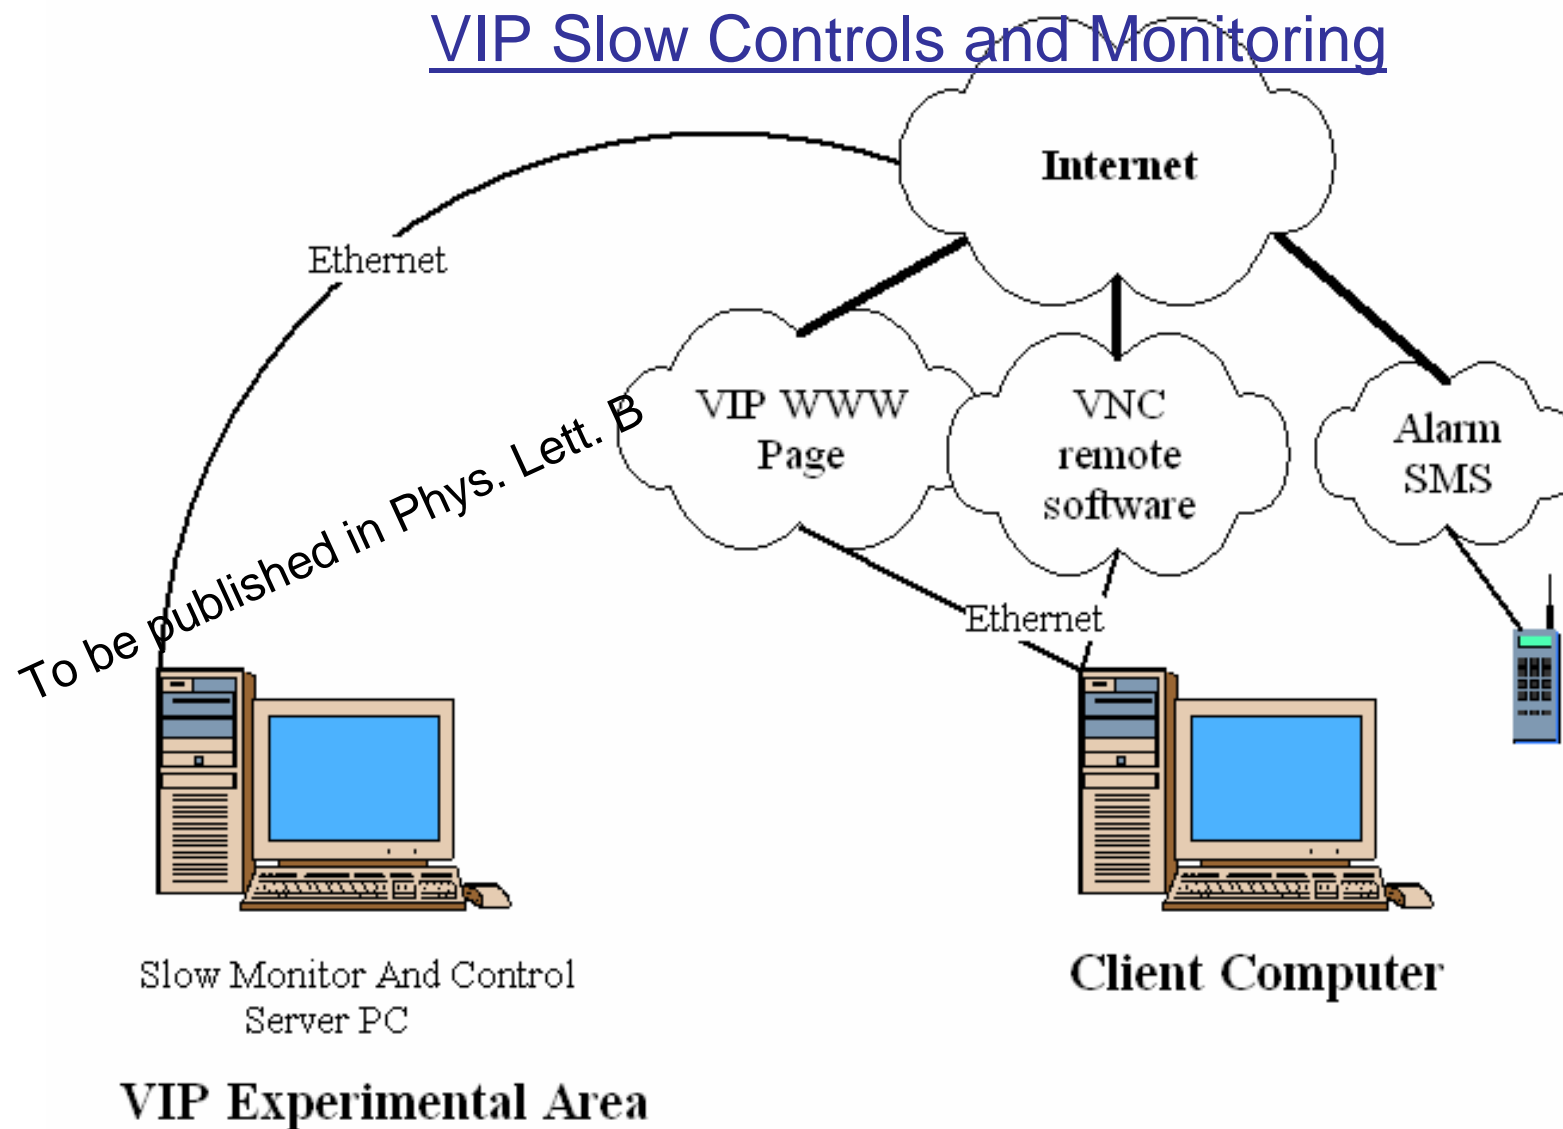 VIP Slow Controls and Monitoring
Internet
Ethernet
VIP WWW
Page
VNC
remote
software
Alarm
SMS
To be published in Phys. Lett. B
Ethernet
Slow Monitor And Control
Server PC
Client Computer
VIP Experimental Area